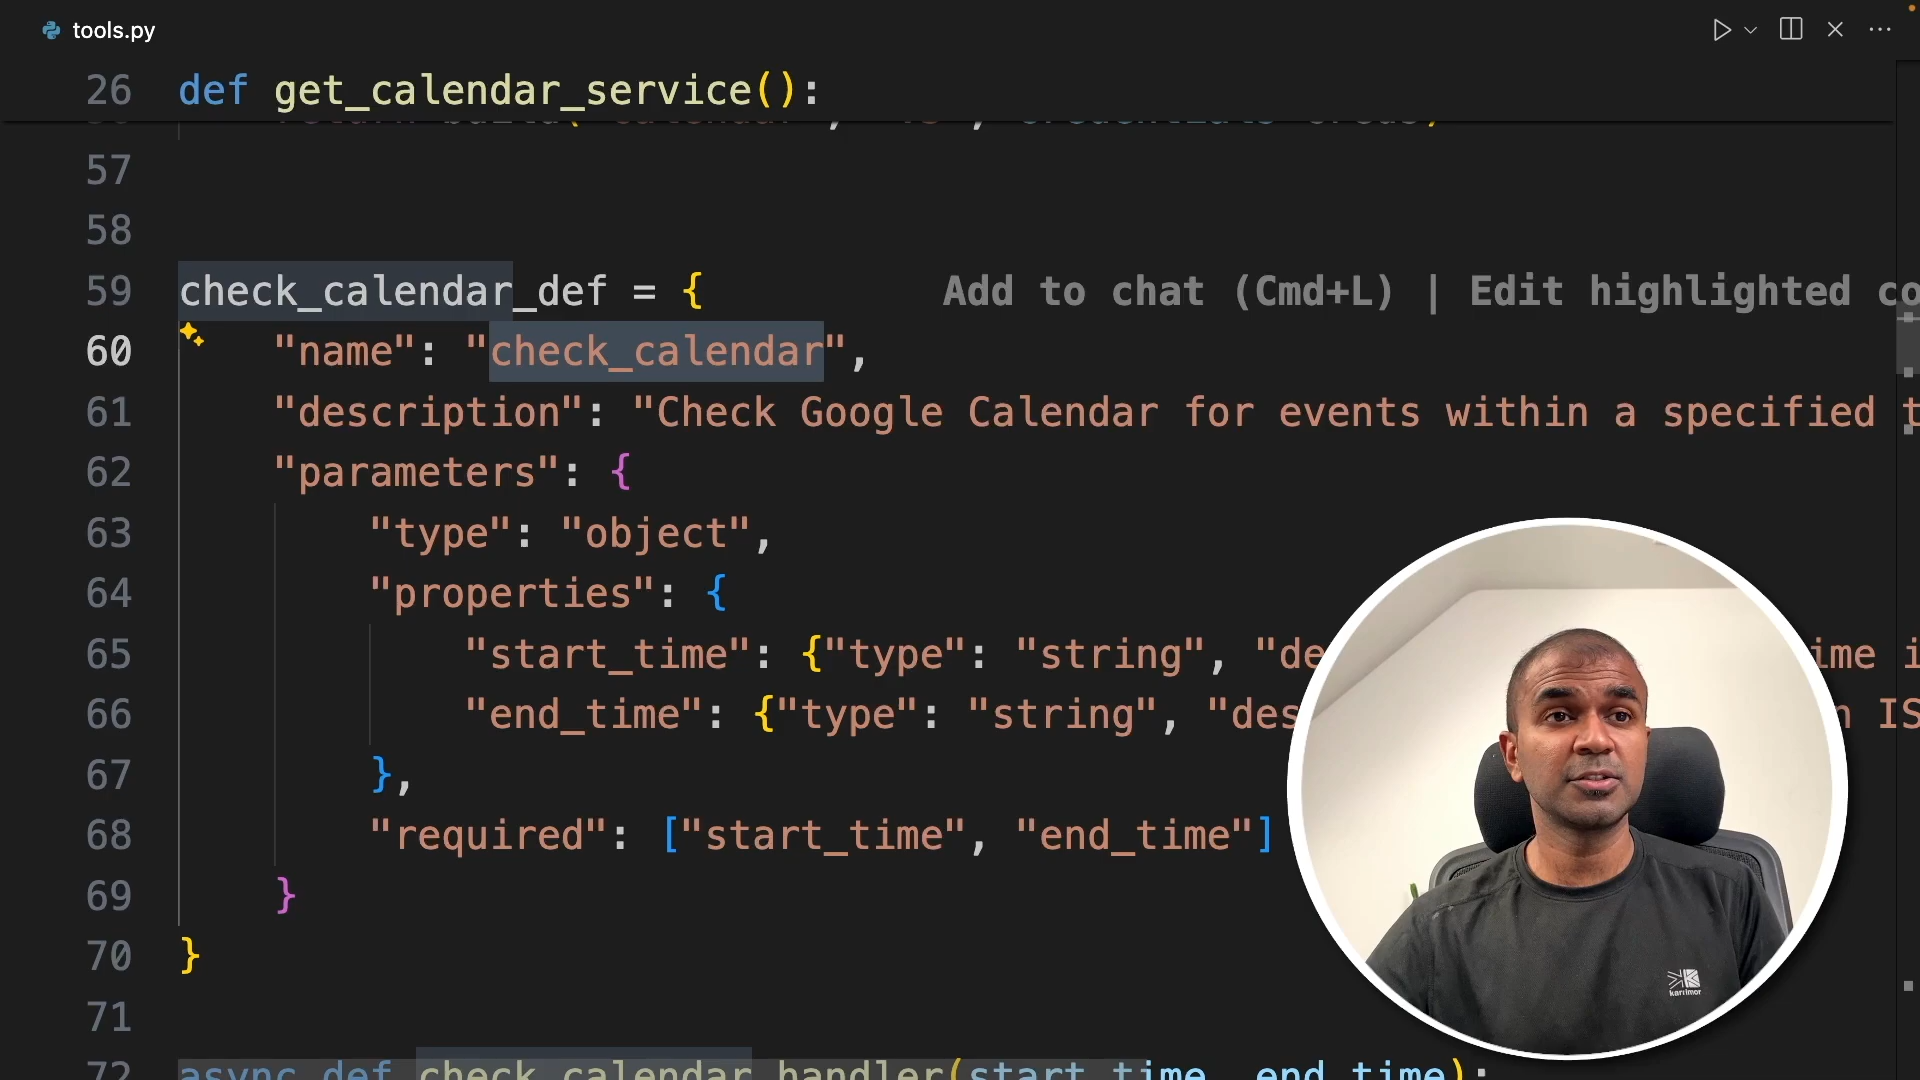 tools.py
26 def get_calendar_service():
57
58
59 check_calendar_def = { Add to chat (Cmd+L) | Edit highlighted co
60 "name": "check_calendar",
61 "description": "Check Google Calendar for events within a specified t
62 "parameters": {
63 "type": "object",
64 "properties": {
65 "start_time": {"type": "string", "de ime i
66 "end_time": {"type": "string", "des n IS
67 },
68 "required": ["start_time", "end_time"]
69 }
70 }
71
72 async def check_calendar_handler(start_time, end_time):
karrimor